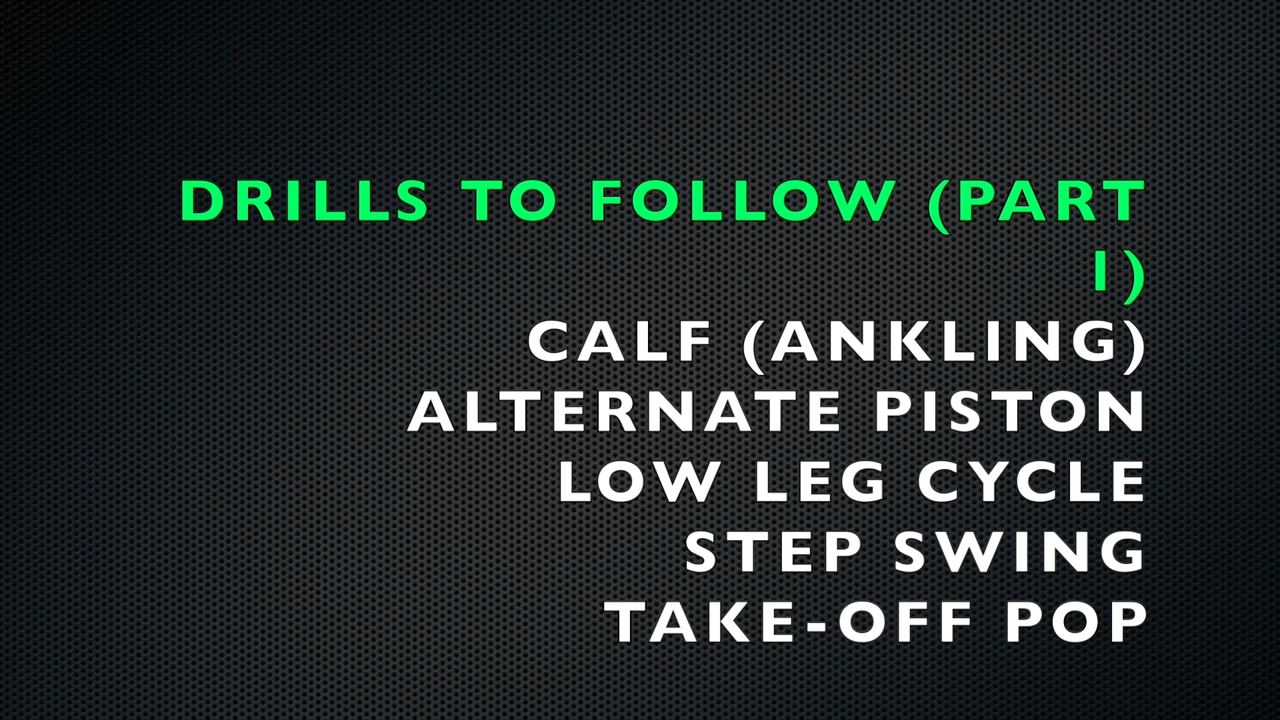 DRILLS TO FOLLOW (PART
1)
CALF (ANKLING)
ALTERNATE PISTON
LOW LEG CYCLE
STEP SWING
TAKE-OFF POP